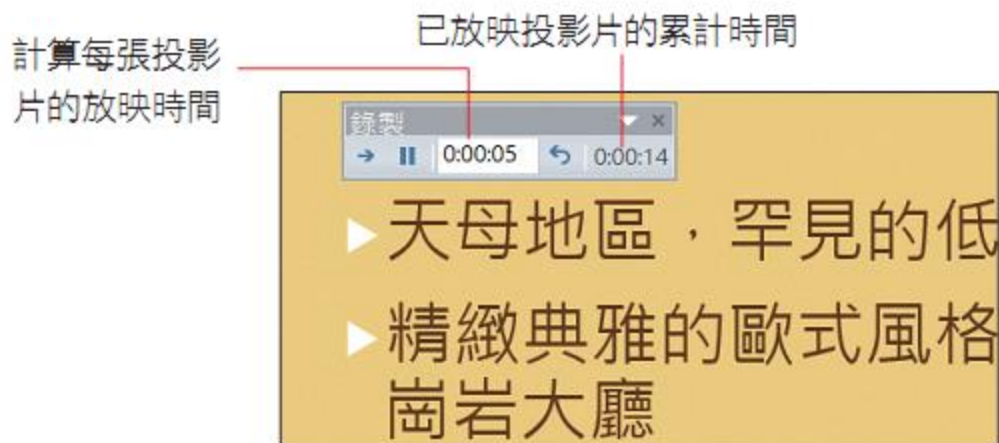 已放映投影片的累計時間
計算每張投影
片的放映時間
錄製
0:00:05 0:00:14
天母地區，罕見的低
精緻典雅的歐式風格
崗岩大廳